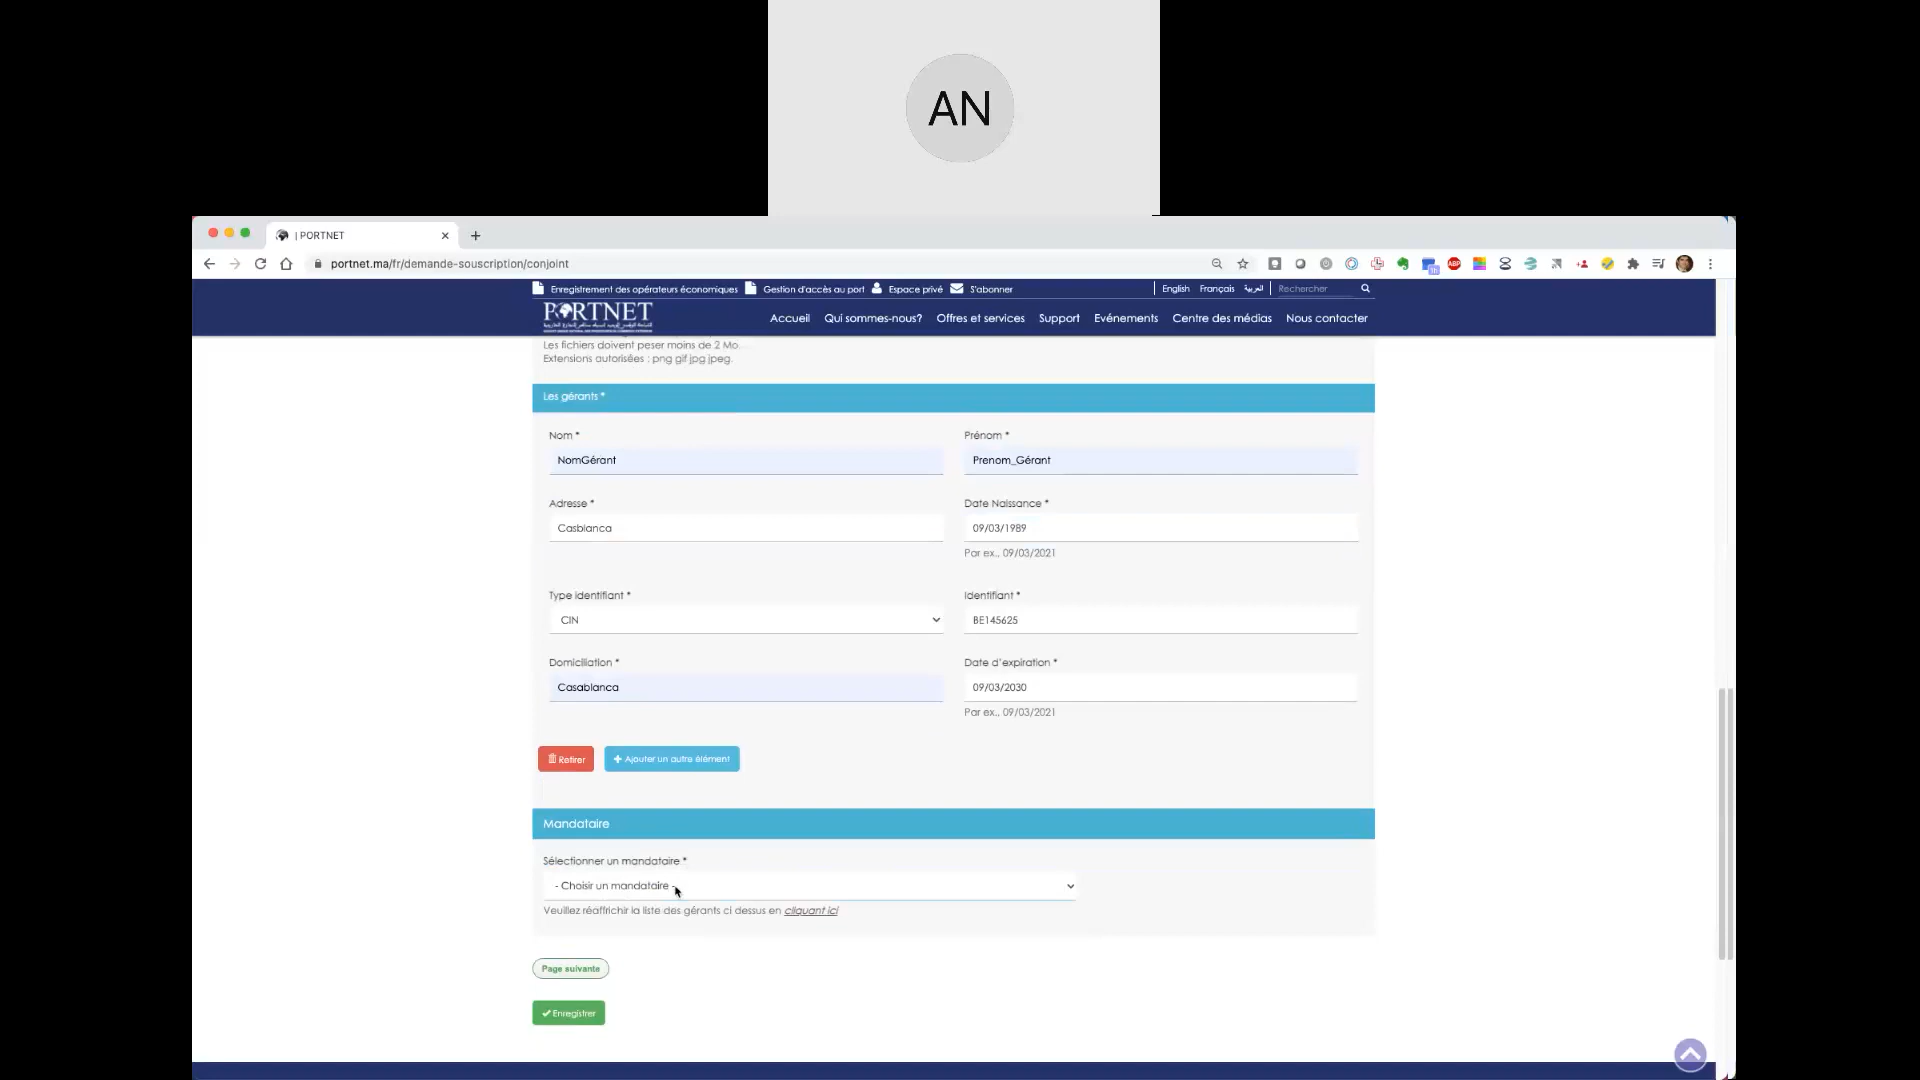 AN
| PORTNET
portnet.ma/fr/demande-souscription/conjoint
ABP
1h
Enregistrement des opérateurs économiques Gestion d'accès au port Espace privé S'abonner
English Français العربية Rechercher
PORTNET
Accueil Qui sommes-nous? Offres et services Support Evénements Centre des médias Nous contacter
Les fichiers doivent peser moins de 2 Mo.
Extensions autorisées : png gif jpg jpeg.
Les gérants *
Nom * Prénom *
NomGérant Prenom_Gérant
Adresse * Date Naissance *
Casblanca 09/03/1989
Par ex., 09/03/2021
Type identifiant * Identifiant *
CIN BE145625
Domiciliation * Date d'expiration *
Casablanca 09/03/2030
Par ex., 09/03/2021
Retirer Ajouter un autre élément
Mandataire
Sélectionner un mandataire *
- Choisir un mandataire -
Veuillez réaffrichir la liste des gérants ci dessus en cliquant ici
Page suivante
Enregistrer